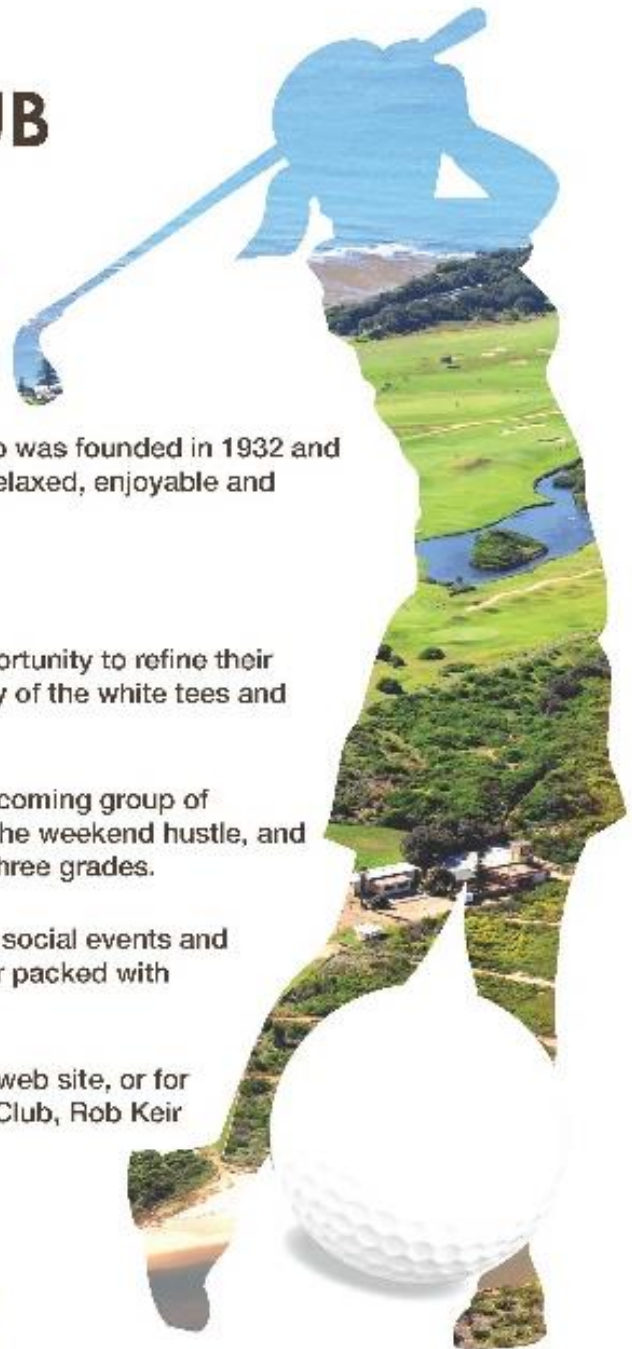 UB
was founded in 1932 and
elaxed, enjoyable and
ortunity to refine their
y of the white tees and
coming group of
he weekend hustle, and
hree grades.
social events and
r packed with
web site, or for
Club, Rob Keir